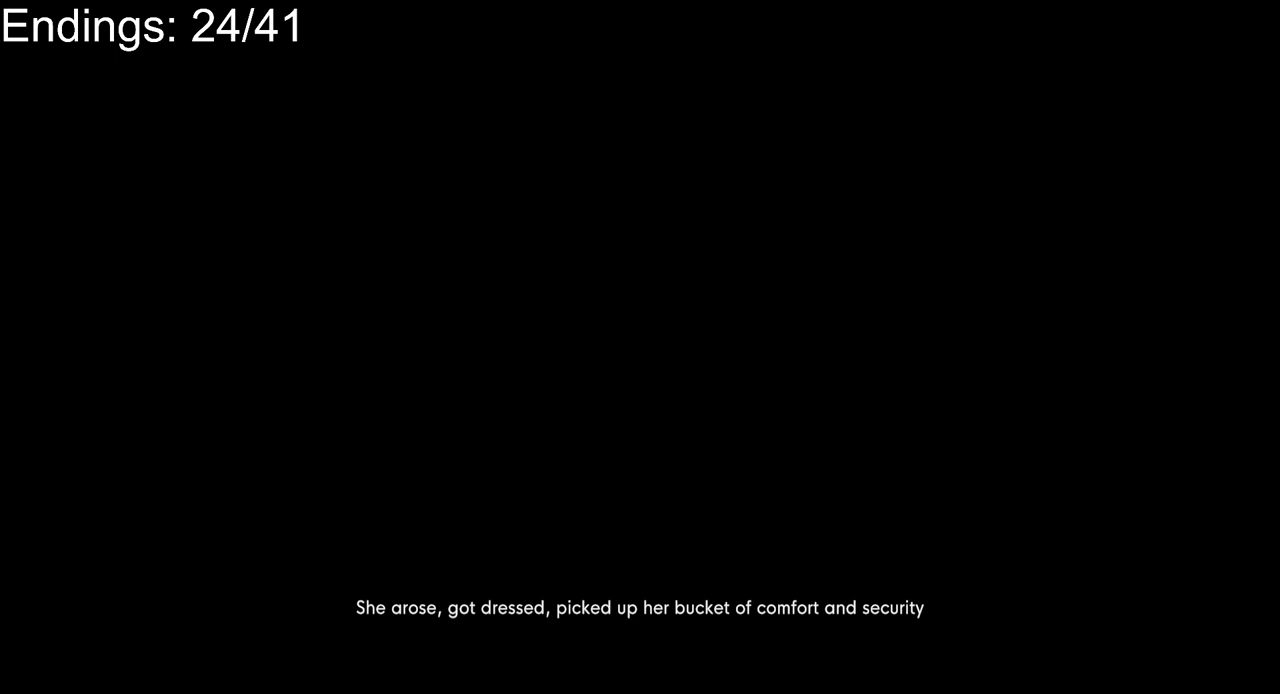 Endings: 24/41
She arose, got dressed, picked up her bucket of comfort and security